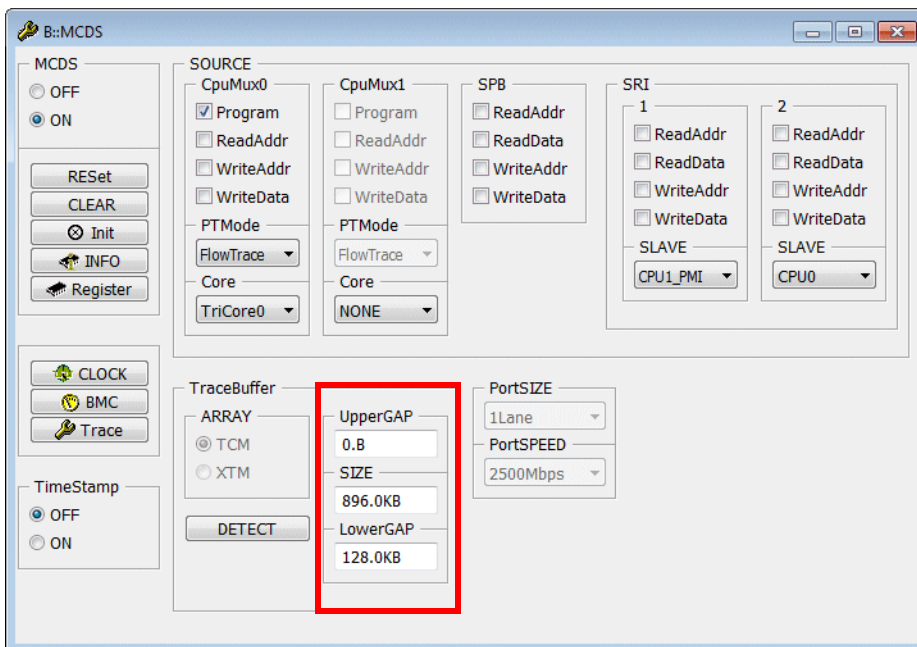 B::MCDS
MCDS
OFF
ON
RESet
CLEAR
Init
INFO
Register
CLOCK
BMC
Trace
TimeStamp
OFF
ON
SOURCE
CpuMux0
Program
ReadAddr
WriteAddr
WriteData
PTMode
FlowTrace
Core
TriCore0
CpuMux1
Program
ReadAddr
WriteAddr
WriteData
PTMode
FlowTrace
Core
NONE
SPB
ReadAddr
ReadData
WriteAddr
WriteData
SRI
1
ReadAddr
ReadData
WriteAddr
WriteData
SLAVE
CPU1_PMI
2
ReadAddr
ReadData
WriteAddr
WriteData
SLAVE
CPU0
TraceBuffer
ARRAY
TCM
XTM
DETECT
UpperGAP
0.B
SIZE
896.0KB
LowerGAP
128.0KB
PortSIZE
1Lane
PortSPEED
2500Mbps